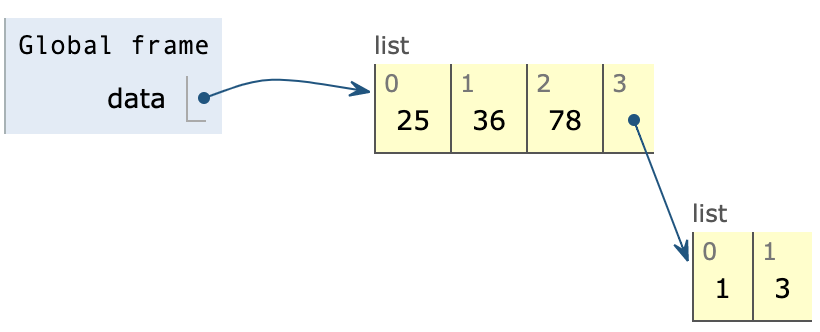 Global frame
data
list
0 1 2 3
25 36 78
list
0 1
1 3